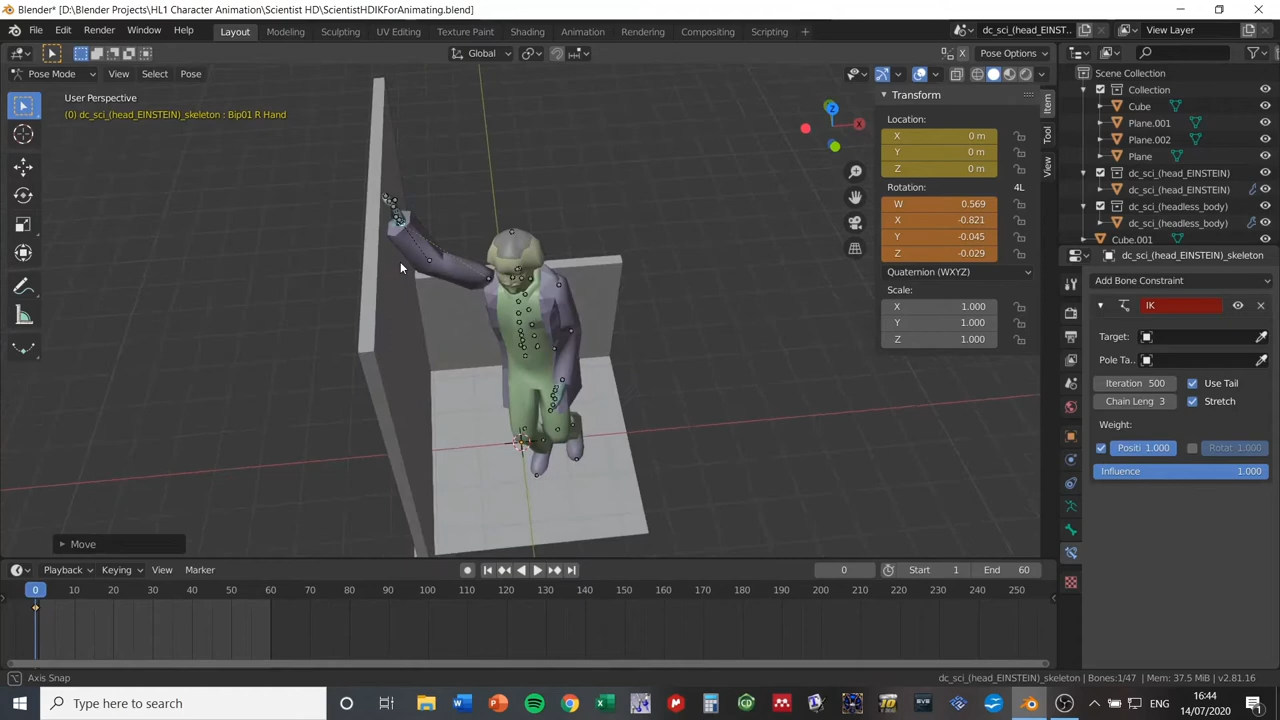 Blender* [D:\Blender Projects\HL1 Character Animation\Scientist HD\ScientistHDIKForAnimating.blend]
File Edit Render Window Help Layout Modeling Sculpting UV Editing Texture Paint Shading Animation Rendering Compositing Scripting dc_sci_(head_EINST... View Layer
Global Pose Options
Pose Mode View Select Pose
User Perspective
(0) dc_sci_(head_EINSTEIN)_skeleton : Bip01 R Hand
Z
X
Transform
Location:
X 0 m
Y 0 m
Z 0 m
Rotation: 4L
W 0.569
X -0.821
Y -0.045
Z -0.029
Quaternion (WXYZ)
Scale:
X 1.000
Y 1.000
Z 1.000
Item
Tool
View
Scene Collection
Collection
Cube
Plane.001
Plane.002
Plane
dc_sci_(head_EINSTEIN)
dc_sci_(head_EINSTEIN)
dc_sci_(headless_body)
dc_sci_(headless_body)
Cube.001
dc_sci_(head_EINSTEIN)_skeleton
Add Bone Constraint
IK
Target:
Pole Ta..
Iteration 500 Use Tail
Chain Leng 3 Stretch
Weight:
Positi 1.000 Rotat 1.000
Influence 1.000
Move
Playback Keying View Marker 0 Start 1 End 60
0 10 20 30 40 50 60 70 80 90 100 110 120 130 140 150 160 170 180 190 200 210 220 230 240 250
Axis Snap dc_sci_(head_EINSTEIN)_skeleton | Bones:1/47 | Mem: 37.5 MiB | v2.81.16
Type here to search ENG 16:44
14/07/2020